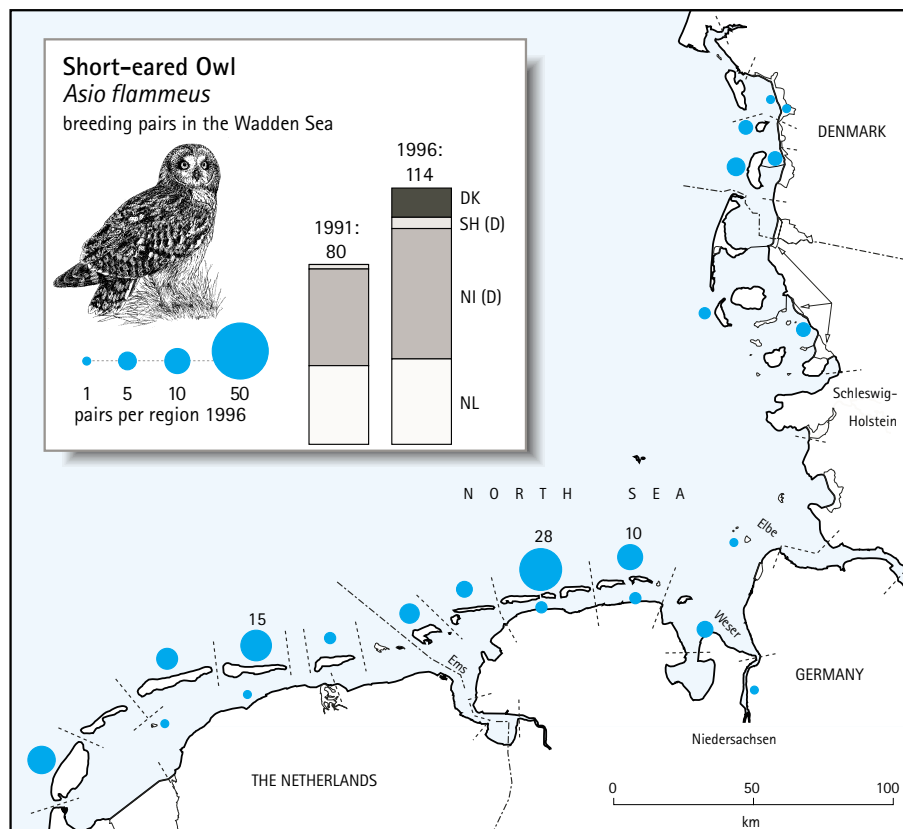 Short-eared Owl
Asio flammeus
breeding pairs in the Wadden Sea
1991:
80
1996:
114
DK
SH (D)
NI (D)
NL
1 5 10 50
pairs per region 1996
DENMARK
Schleswig-
Holstein
NORTH SEA
Elbe
28
10
15
Weser
Ems
GERMANY
Niedersachsen
THE NETHERLANDS
0 50 100
km